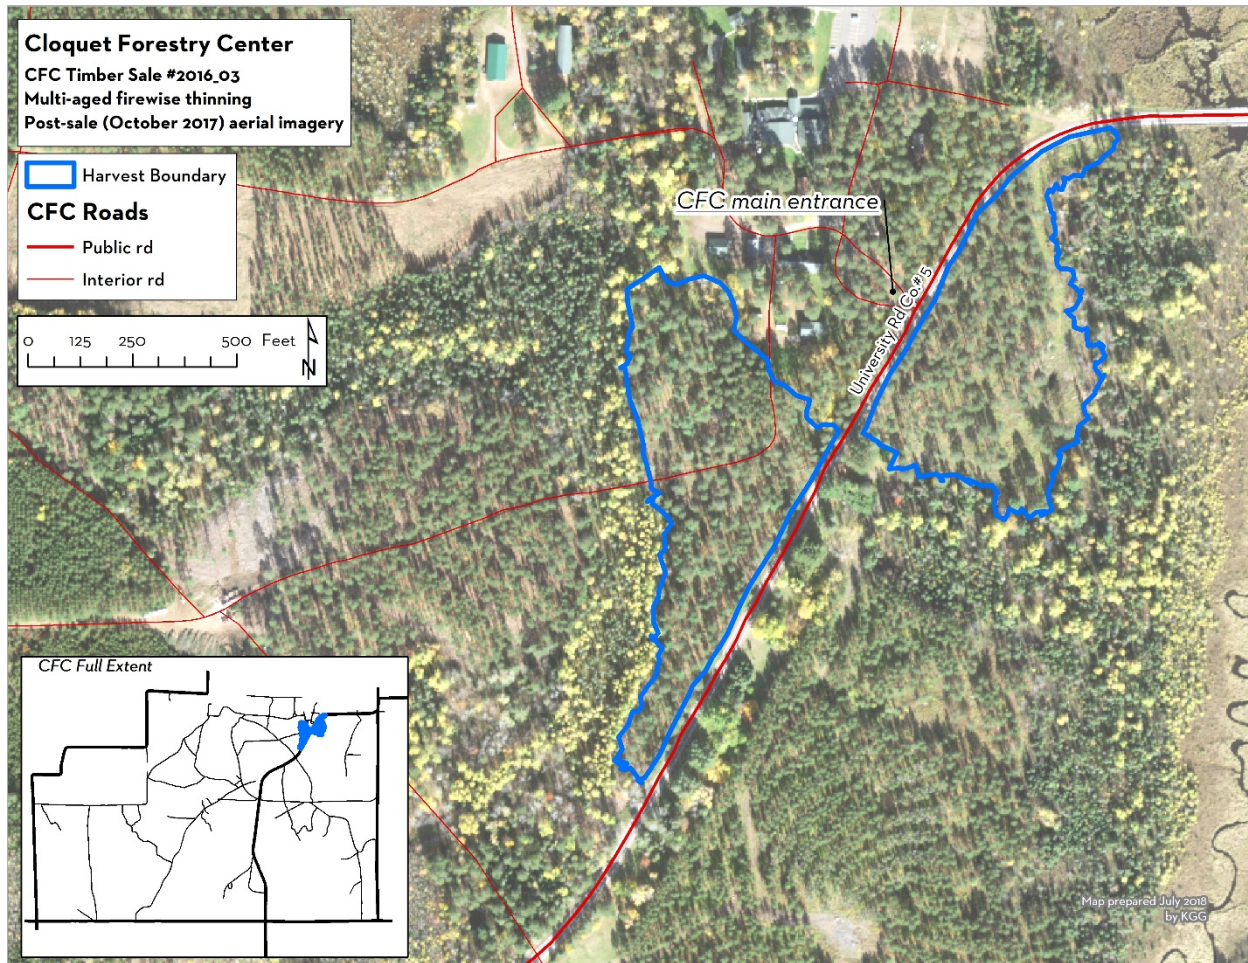 Cloquet Forestry Center
CFC Timber Sale #2016_03
Multi-aged firewise thinning
Post-sale (October 2017) aerial imagery
Harvest Boundary
CFC Roads
Public rd
Interior rd
0 125 250 500 Feet
N
CFC main entrance
University Rd Co.# 5
CFC Full Extent
Map prepared July 2018
by KGG